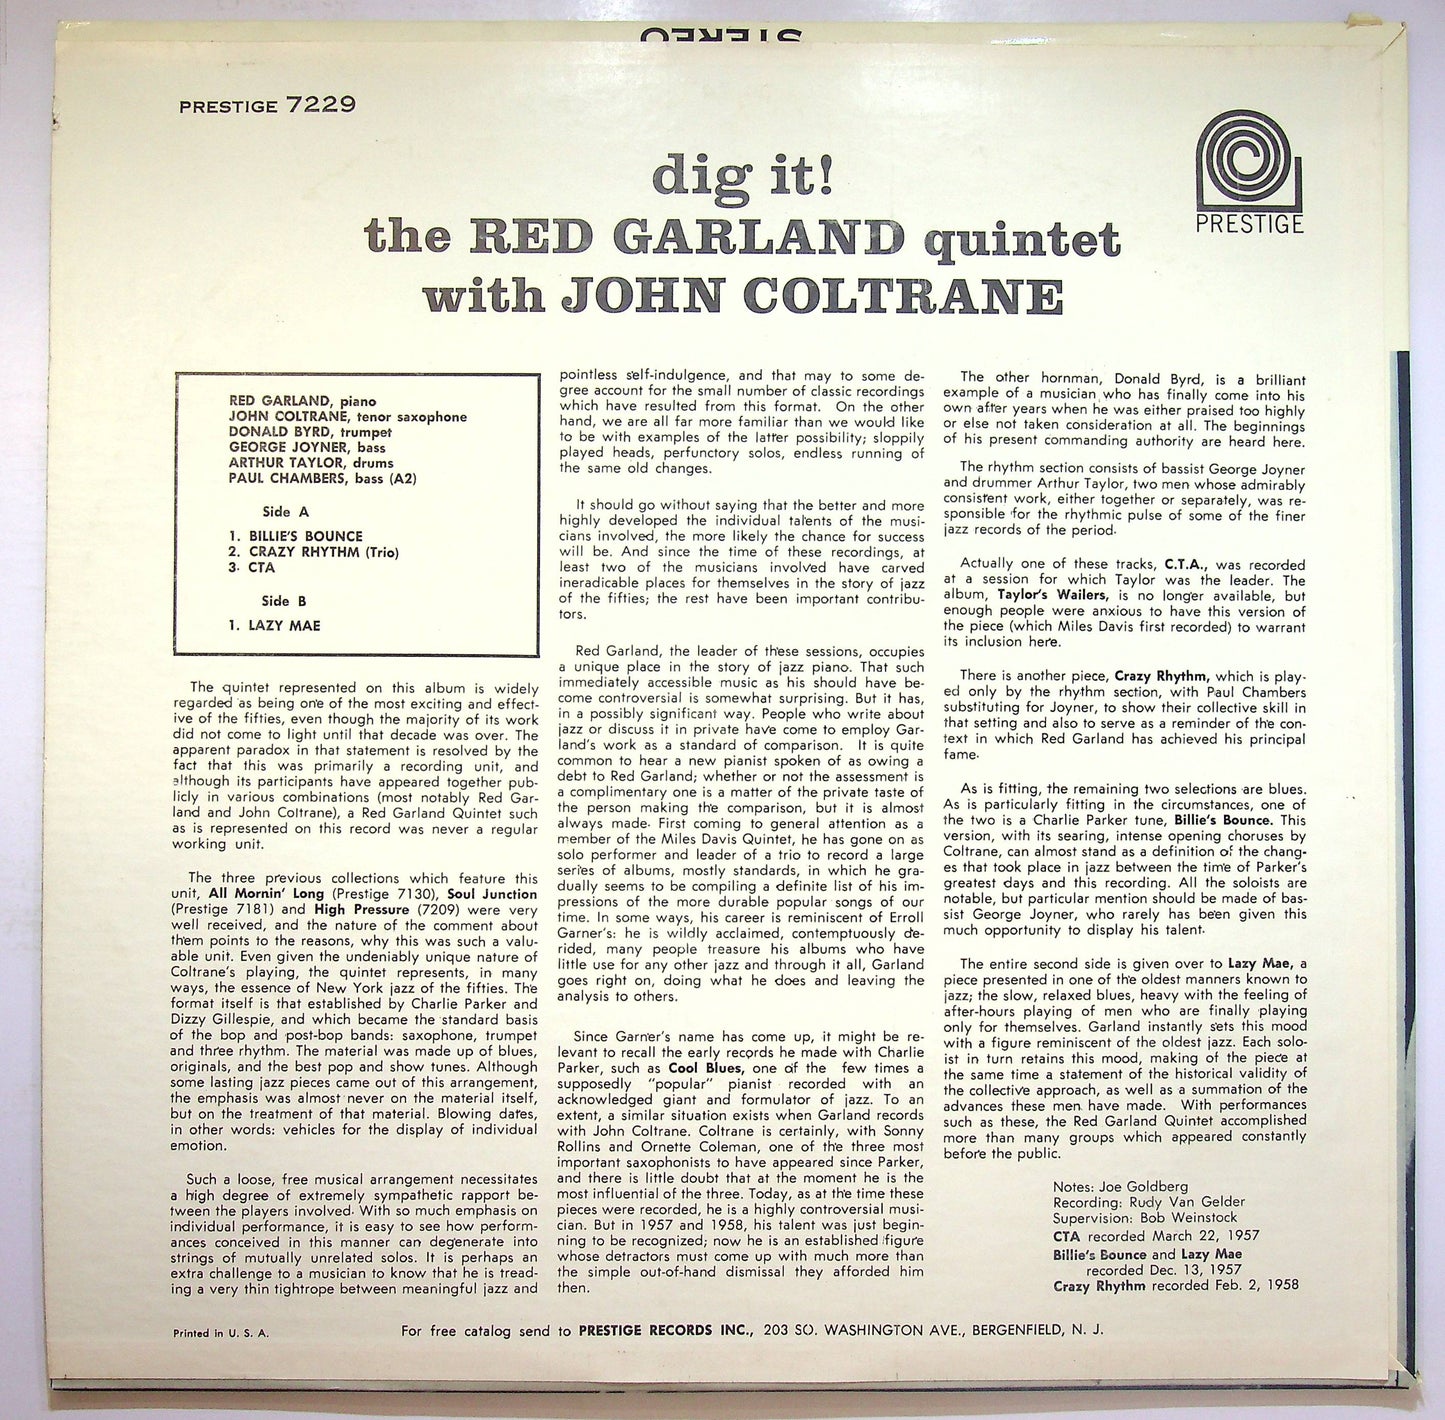 STEREO
PRESTIGE 7229
PRESTIGE
dig it!
the RED GARLAND quintet
with JOHN COLTRANE
RED GARLAND, piano
JOHN COLTRANE, tenor saxophone
DONALD BYRD, trumpet
GEORGE JOYNER, bass
ARTHUR TAYLOR, drums
PAUL CHAMBERS, bass (A2)
Side A
1. BILLIE'S BOUNCE
2. CRAZY RHYTHM (Trio)
3. CTA
Side B
1. LAZY MAE
The quintet represented on this album is widely
regarded as being one of the most exciting and effect-
ive of the fifties, even though the majority of its work
did not come to light until that decade was over. The
apparent paradox in that statement is resolved by the
fact that this was primarily a recording unit, and
although its participants have appeared together pub-
licly in various combinations (most notably Red Gar-
land and John Coltrane), a Red Garland Quintet such
as is represented on this record was never a regular
working unit.
The three previous collections which feature this
unit, All Mornin' Long (Prestige 7130), Soul Junction
(Prestige 7181) and High Pressure (7209) were very
well received, and the nature of the comment about
them points to the reasons, why this was such a valu-
able unit. Even given the undeniably unique nature of
Coltrane's playing, the quintet represents, in many
ways, the essence of New York jazz of the fifties. The
format itself is that established by Charlie Parker and
Dizzy Gillespie, and which became the standard basis
of the bop and post-bop bands: saxophone, trumpet
and three rhythm. The material was made up of blues,
originals, and the best pop and show tunes. Although
some lasting jazz pieces came out of this arrangement,
the emphasis was almost never on the material itself,
but on the treatment of that material. Blowing dates,
in other words: vehicles for the display of individual
emotion.
Such a loose, free musical arrangement necessitates
a high degree of extremely sympathetic rapport be-
tween the players involved. With so much emphasis on
individual performance, it is easy to see how perform-
ances conceived in this manner can degenerate into
strings of mutually unrelated solos. It is perhaps an
extra challenge to a musician to know that he is tread-
ing a very thin tightrope between meaningful jazz and
pointless self-indulgence, and that may to some de-
gree account for the small number of classic recordings
which have resulted from this format. On the other
hand, we are all far more familiar than we would like
to be with examples of the latter possibility; sloppily
played heads, perfunctory solos, endless running of
the same old changes.
It should go without saying that the better and more
highly developed the individual talents of the musi-
cians involved, the more likely the chance for success
will be. And since the time of these recordings, at
least two of the musicians involved have carved
ineradicable places for themselves in the story of jazz
of the fifties; the rest have been important contribu-
tors.
Red Garland, the leader of these sessions, occupies
a unique place in the story of jazz piano. That such
immediately accessible music as his should have be-
come controversial is somewhat surprising. But it has,
in a possibly significant way. People who write about
jazz or discuss it in private have come to employ Gar-
land's work as a standard of comparison. It is quite
common to hear a new pianist spoken of as owing a
debt to Red Garland; whether or not the assessment is
a complimentary one is a matter of the private taste of
the person making the comparison, but it is almost
always made. First coming to general attention as a
member of the Miles Davis Quintet, he has gone on as
solo performer and leader of a trio to record a large
series of albums, mostly standards, in which he gra-
dually seems to be compiling a definite list of his im-
pressions of the more durable popular songs of our
time. In some ways, his career is reminiscent of Erroll
Garner's: he is wildly acclaimed, contemptuously de-
rided, many people treasure his albums who have
little use for any other jazz and through it all, Garland
goes right on, doing what he does and leaving the
analysis to others.
Since Garner's name has come up, it might be re-
levant to recall the early records he made with Charlie
Parker, such as Cool Blues, one of the few times a
supposedly "popular" pianist recorded with an
acknowledged giant and formulator of jazz. To an
extent, a similar situation exists when Garland records
with John Coltrane. Coltrane is certainly, with Sonny
Rollins and Ornette Coleman, one of the three most
important saxophonists to have appeared since Parker,
and there is little doubt that at the moment he is the
most influential of the three. Today, as at the time these
pieces were recorded, he is a highly controversial musi-
cian. But in 1957 and 1958, his talent was just begin-
ning to be recognized; now he is an established figure
whose detractors must come up with much more than
the simple out-of-hand dismissal they afforded him
then.
The other hornman, Donald Byrd, is a brilliant
example of a musician who has finally come into his
own after years when he was either praised too highly
or else not taken consideration at all. The beginnings
of his present commanding authority are heard here.
The rhythm section consists of bassist George Joyner
and drummer Arthur Taylor, two men whose admirably
consistent work, either together or separately, was re-
sponsible for the rhythmic pulse of some of the finer
jazz records of the period.
Actually one of these tracks, C.T.A., was recorded
at a session for which Taylor was the leader. The
album, Taylor's Wailers, is no longer available, but
enough people were anxious to have this version of
the piece (which Miles Davis first recorded) to warrant
its inclusion here.
There is another piece, Crazy Rhythm, which is play-
ed only by the rhythm section, with Paul Chambers
substituting for Joyner, to show their collective skill in
that setting and also to serve as a reminder of the con-
text in which Red Garland has achieved his principal
fame.
As is fitting, the remaining two selections are blues.
As is particularly fitting in the circumstances, one of
the two is a Charlie Parker tune, Billie's Bounce. This
version, with its searing, intense opening choruses by
Coltrane, can almost stand as a definition of the chang-
es that took place in jazz between the time of Parker's
greatest days and this recording. All the soloists are
notable, but particular mention should be made of bas-
sist George Joyner, who rarely has been given this
much opportunity to display his talent.
The entire second side is given over to Lazy Mae, a
piece presented in one of the oldest manners known to
jazz; the slow, relaxed blues, heavy with the feeling of
after-hours playing of men who are finally playing
only for themselves. Garland instantly sets this mood
with a figure reminiscent of the oldest jazz. Each solo-
ist in turn retains this mood, making of the piece at
the same time a statement of the historical validity of
the collective approach, as well as a summation of the
advances these men have made. With performances
such as these, the Red Garland Quintet accomplished
more than many groups which appeared constantly
before the public.
Notes: Joe Goldberg
Recording: Rudy Van Gelder
Supervision: Bob Weinstock
CTA recorded March 22, 1957
Billie's Bounce and Lazy Mae
recorded Dec. 13, 1957
Crazy Rhythm recorded Feb. 2, 1958
Printed in U. S. A.
For free catalog send to PRESTIGE RECORDS INC., 203 SO. WASHINGTON AVE., BERGENFIELD, N. J.